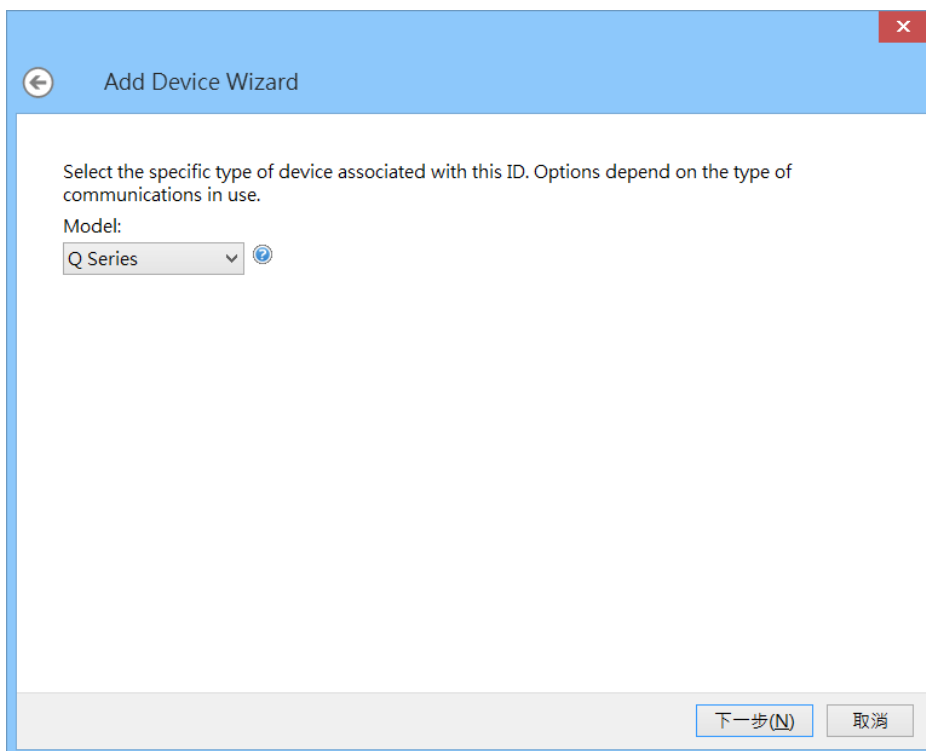 Add Device Wizard
Select the specific type of device associated with this ID. Options depend on the type of
communications in use.
Model:
Q Series
下一步(N)
取消